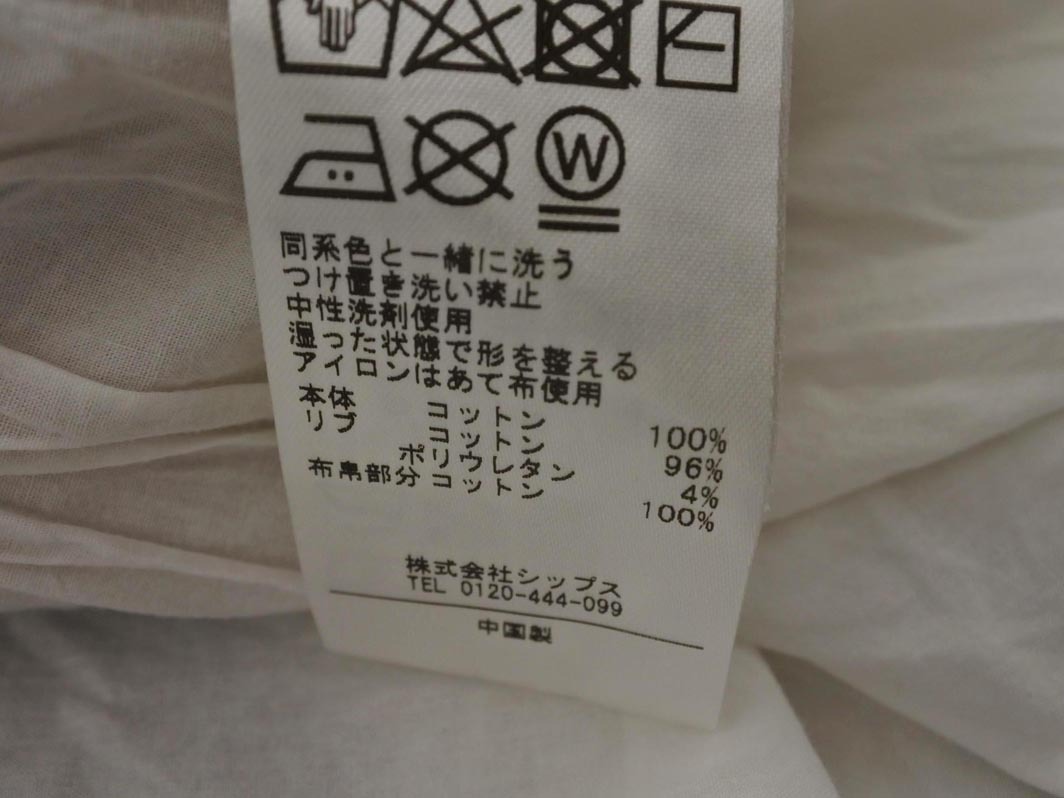 W
同系色と一緒に洗う
つけ置き洗い禁止
中性洗剤使用
湿った状態で形を整える
アイロンはあて布使用
本体 コットン 100%
リブ コットン 96%
ポリウレタン 4%
布帛部分 コットン 100%
株式会社シップス
TEL 0120-444-099
中国製